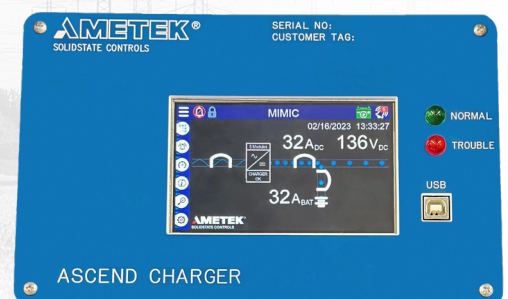 AMETEK®
SOLIDSTATE CONTROLS
SERIAL NO:
CUSTOMER TAG:
MIMIC
02/16/2023 13:33:27
32ADC 136VDC
CHARGER
OK
32ABAT
AMETEK
SOLIDSTATE CONTROLS
NORMAL
TROUBLE
USB
ASCEND CHARGER